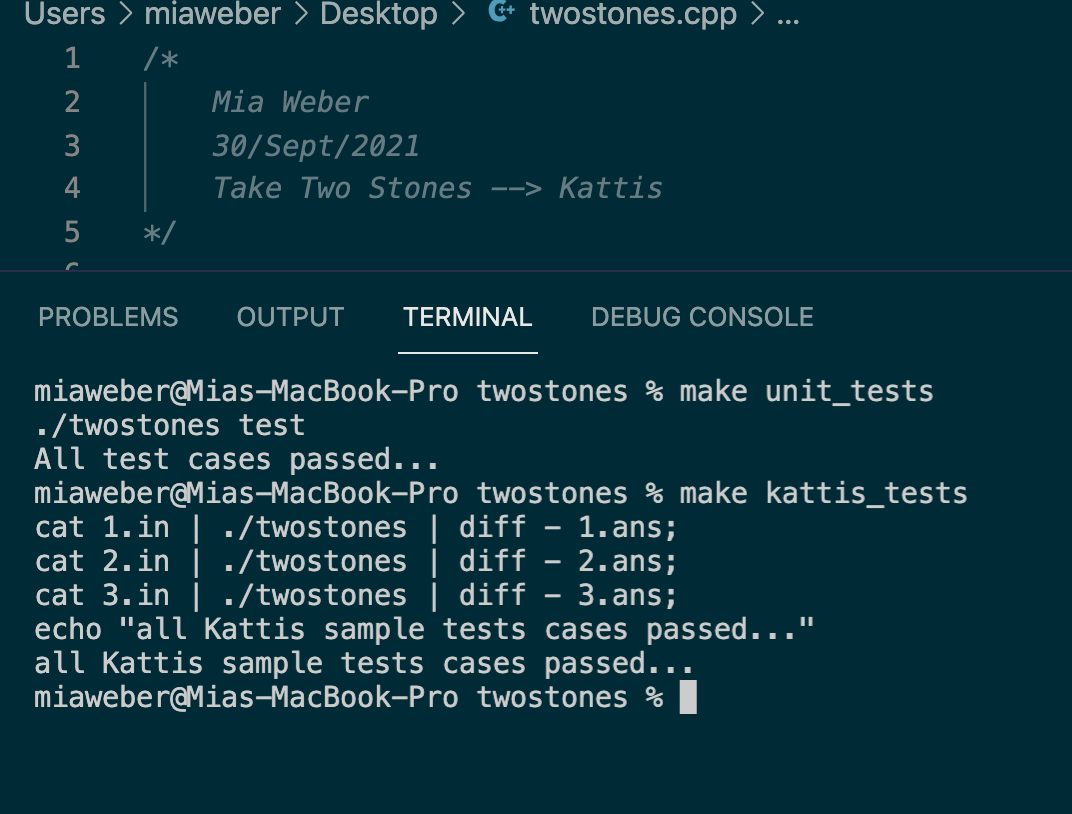 Users > miaweber > Desktop > C++ twostones.cpp > ...
1 /*
2 Mia Weber
3 30/Sept/2021
4 Take Two Stones --> Kattis
5 */
PROBLEMS OUTPUT TERMINAL DEBUG CONSOLE
miaweber@Mias-MacBook-Pro twostones % make unit_tests
./twostones test
All test cases passed...
miaweber@Mias-MacBook-Pro twostones % make kattis_tests
cat 1.in | ./twostones | diff - 1.ans;
cat 2.in | ./twostones | diff - 2.ans;
cat 3.in | ./twostones | diff - 3.ans;
echo "all Kattis sample tests cases passed..."
all Kattis sample tests cases passed...
miaweber@Mias-MacBook-Pro twostones %